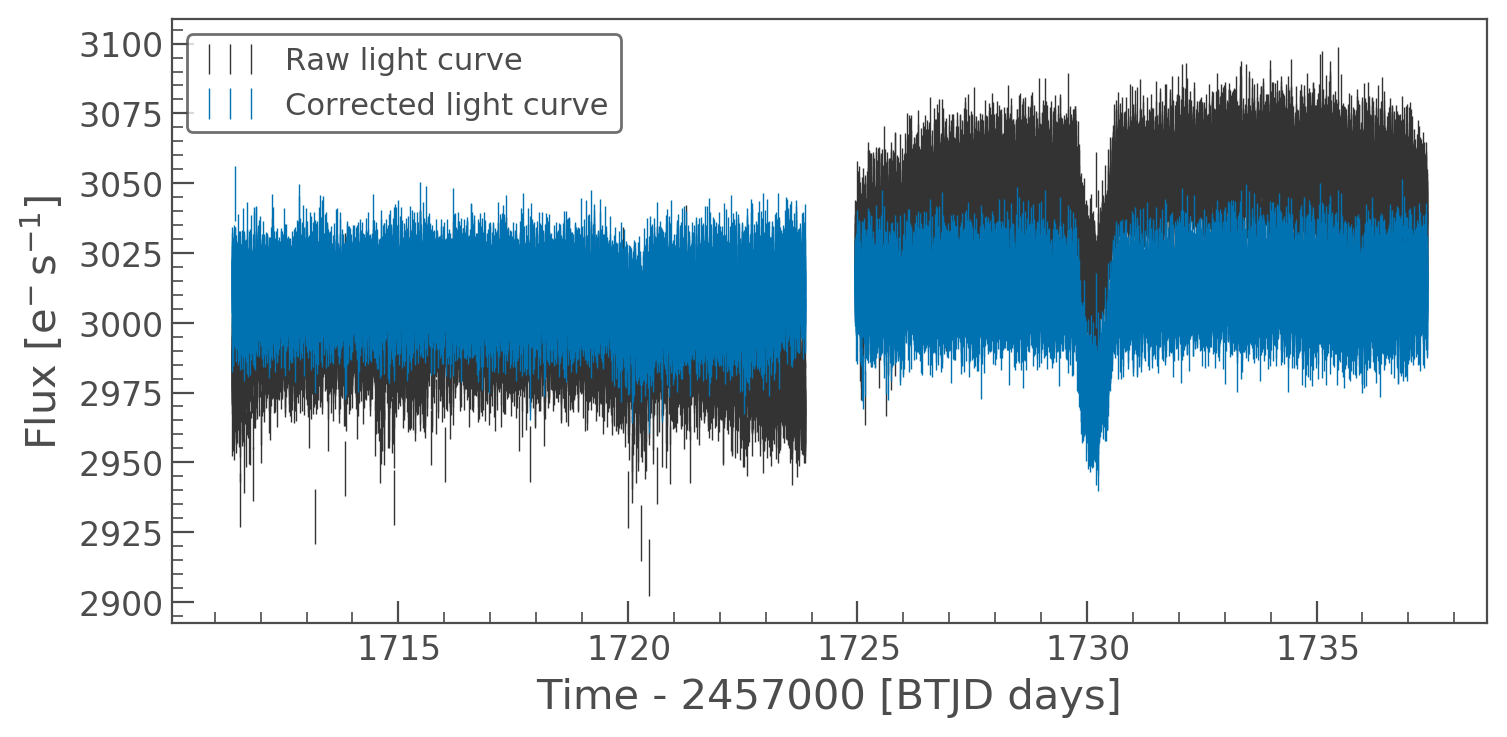 Raw light curve
Corrected light curve
3100
3075
3050
3025
3000
2975
2950
2925
2900
Flux [e⁻ s⁻¹]
1715 1720 1725 1730 1735
Time - 2457000 [BTJD days]